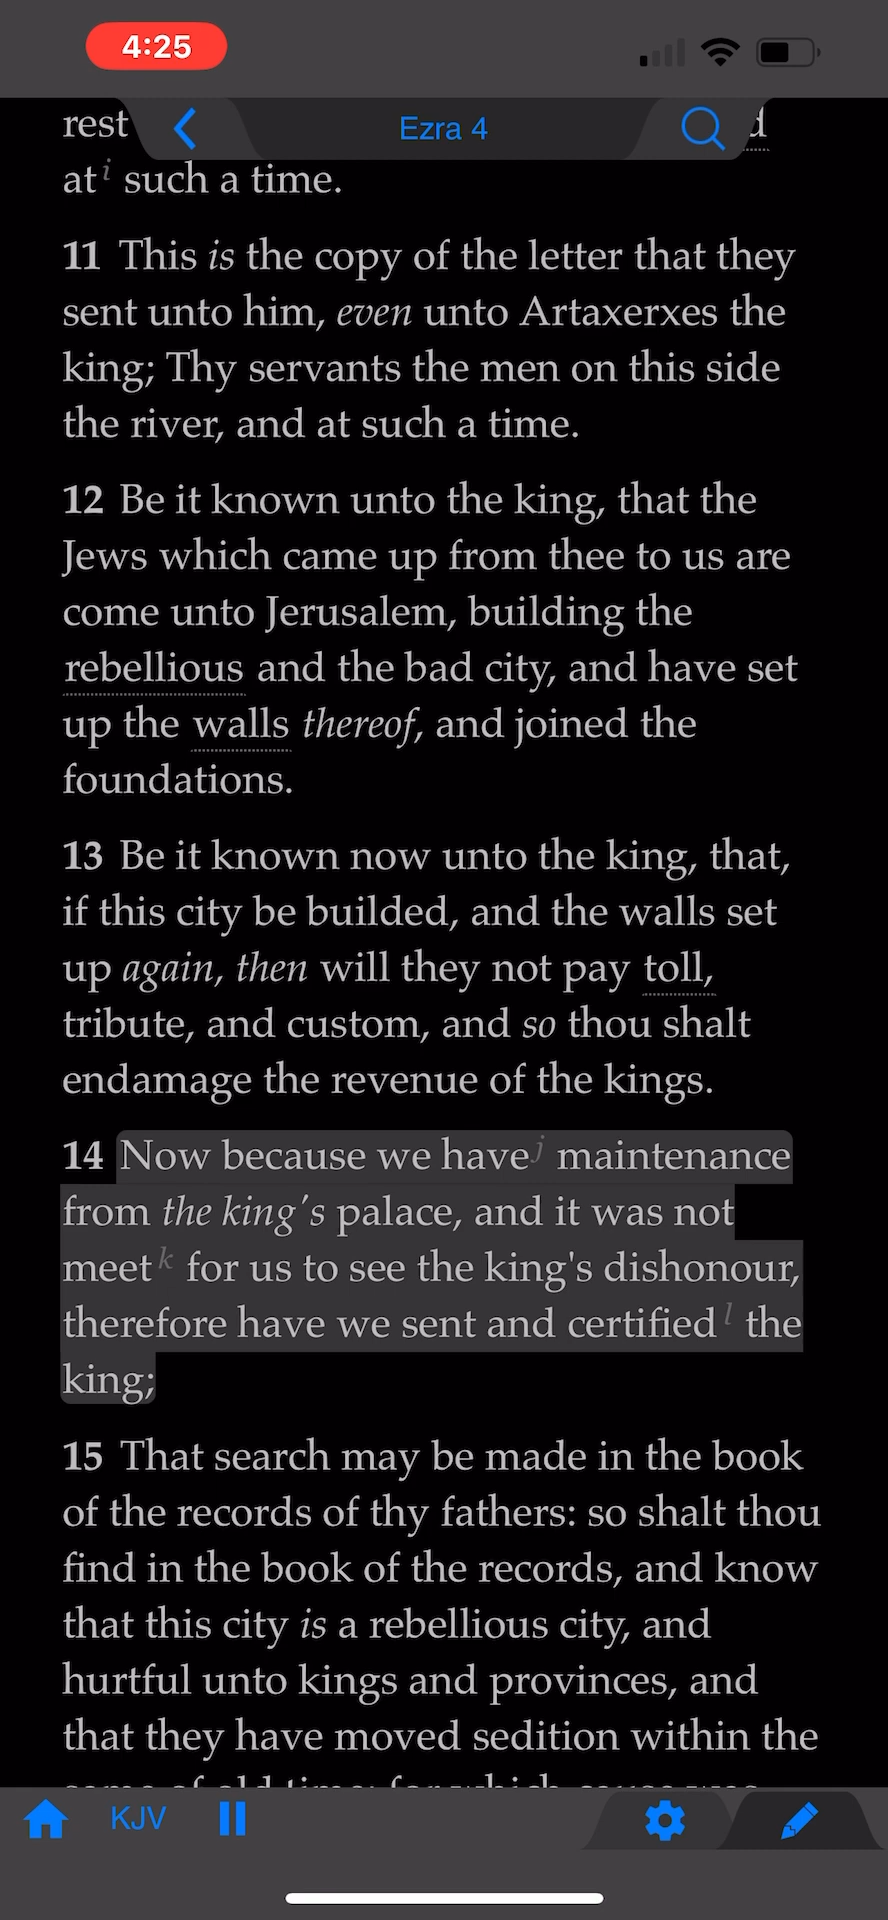 4:25
Ezra 4
rest d
at i such a time.
11 This is the copy of the letter that they
sent unto him, even unto Artaxerxes the
king; Thy servants the men on this side
the river, and at such a time.
12 Be it known unto the king, that the
Jews which came up from thee to us are
come unto Jerusalem, building the
rebellious and the bad city, and have set
up the walls thereof, and joined the
foundations.
13 Be it known now unto the king, that,
if this city be builded, and the walls set
up again, then will they not pay toll,
tribute, and custom, and so thou shalt
endamage the revenue of the kings.
14 Now because we have j maintenance
from the king's palace, and it was not
meet k for us to see the king's dishonour,
therefore have we sent and certified l the
king;
15 That search may be made in the book
of the records of thy fathers: so shalt thou
find in the book of the records, and know
that this city is a rebellious city, and
hurtful unto kings and provinces, and
that they have moved sedition within the
KJV